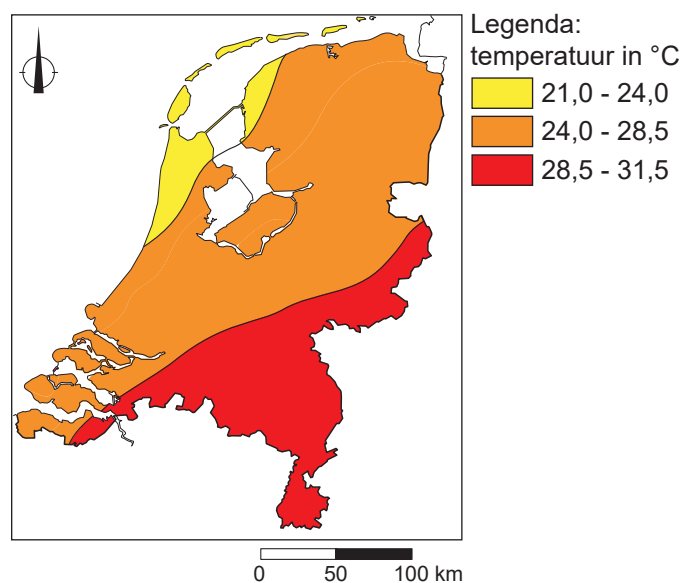 Legenda:
temperatuur in °C
21,0 - 24,0
24,0 - 28,5
28,5 - 31,5
0 50 100 km